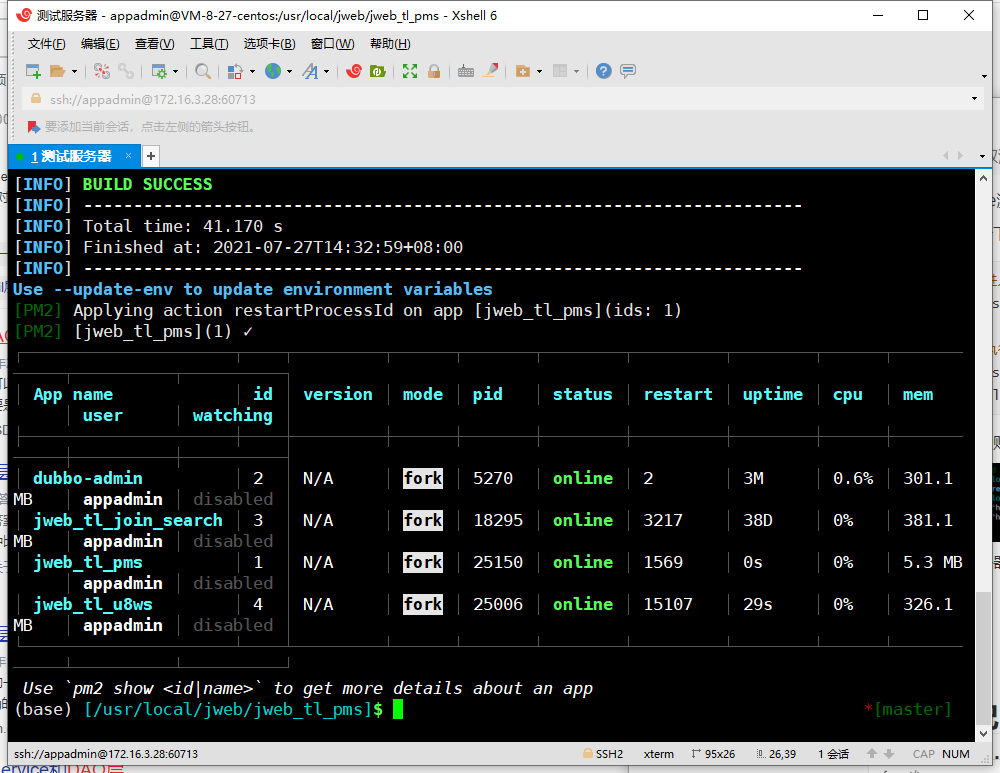 测试服务器 - appadmin@VM-8-27-centos:/usr/local/jweb/jweb_tl_pms - Xshell 6
文件(F) 编辑(E) 查看(V) 工具(T) 选项卡(B) 窗口(W) 帮助(H)
ssh://appadmin@172.16.3.28:60713
要添加当前会话，点击左侧的箭头按钮。
1 测试服务器 × +
[INFO] BUILD SUCCESS
[INFO] ------------------------------------------------------------------------
[INFO] Total time: 41.170 s
[INFO] Finished at: 2021-07-27T14:32:59+08:00
[INFO] ------------------------------------------------------------------------
Use --update-env to update environment variables
[PM2] Applying action restartProcessId on app [jweb_tl_pms](ids: 1)
[PM2] [jweb_tl_pms](1) ✓
App name │ id │ version │ mode │ pid │ status │ restart │ uptime │ cpu │ mem
│ user │ watching
dubbo-admin │ 2 │ N/A │ fork │ 5270 │ online │ 2 │ 3M │ 0.6% │ 301.1
MB │ appadmin │ disabled
jweb_tl_join_search │ 3 │ N/A │ fork │ 18295 │ online │ 3217 │ 38D │ 0% │ 381.1
MB │ appadmin │ disabled
jweb_tl_pms │ 1 │ N/A │ fork │ 25150 │ online │ 1569 │ 0s │ 0% │ 5.3 MB
│ appadmin │ disabled
jweb_tl_u8ws │ 4 │ N/A │ fork │ 25006 │ online │ 15107 │ 29s │ 0% │ 326.1
MB │ appadmin │ disabled
Use `pm2 show <id|name>` to get more details about an app
(base) [/usr/local/jweb/jweb_tl_pms]$ *[master]
ssh://appadmin@172.16.3.28:60713 SSH2 xterm 95x26 26,39 1 会话 CAP NUM